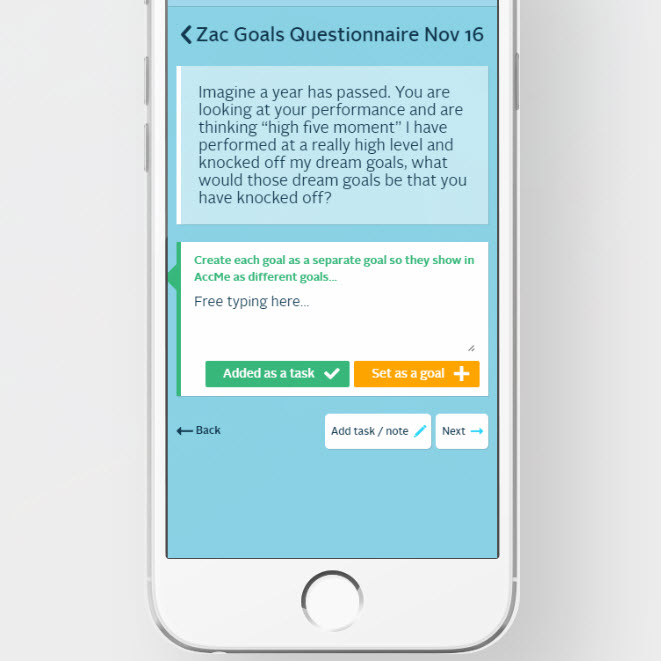 Zac Goals Questionnaire Nov 16
Imagine a year has passed. You are
looking at your performance and are
thinking “high five moment” I have
performed at a really high level and
knocked off my dream goals, what
would those dream goals be that you
have knocked off?
Create each goal as a separate goal so they show in
AccMe as different goals...
Free typing here...
Added as a task
Set as a goal
Back
Add task / note
Next